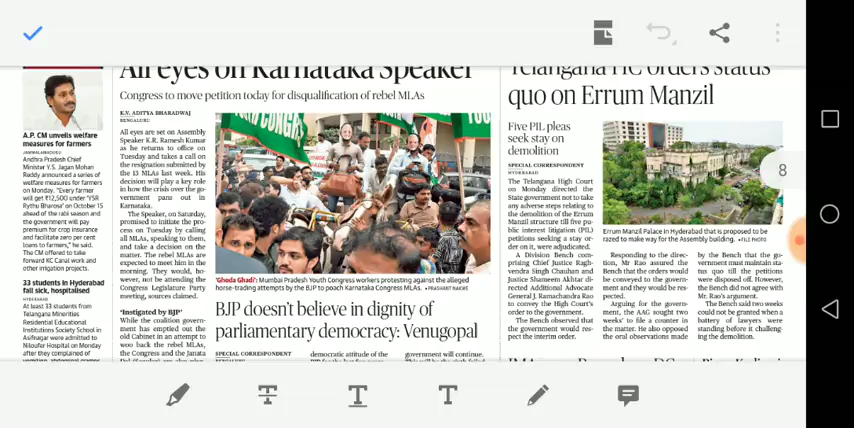 A.P. CM unveils welfare
measures for farmers
Andhra Pradesh Chief
Minister Y.S. Jagan Mohan
Reddy announced a series of
welfare measures for farmers
on Monday. "Every farmer
will get ₹12,500 under 'YSR
Rythu Bharosa' on October 15
ahead of the rabi season and
the government will pay
premium for crop insurance
and facilitate zero per cent
loans to farmers," he said.
The CM offered to take
forward KC Canal work and
other irrigation projects.
33 students in Hyderabad
fall sick, hospitalised
HYDERABAD
At least 33 students from
Telangana Minorities
Residential Educational
Institutions Society School in
Asifnagar were admitted to
Niloufer Hospital on Monday
after they complained of
All eyes on Karnataka Speaker
Congress to move petition today for disqualification of rebel MLAs
K.V. ADITYA BHARADWAJ
BENGALURU
All eyes are set on Assembly
Speaker K.R. Ramesh Kumar
as he returns to office on
Tuesday and takes a call on
the resignation submitted by
the 13 MLAs last week. His
decision will play a key role
in how the crisis over the go-
vernment pans out in
Karnataka.
The Speaker, on Saturday,
promised to initiate the pro-
cess on Tuesday by calling
all MLAs, speaking to them,
and take a decision on the
matter. The rebel MLAs are
expected to meet him in the
morning. They would, ho-
wever, not be attending the
Congress Legislature Party
meeting, sources claimed.
'Instigated by BJP'
While the coalition govern-
ment has emptied out the
old Cabinet in an attempt to
woo back the rebel MLAs,
the Congress and the Janata
CONG
YOU
'Ghoda Ghadi': Mumbai Pradesh Youth Congress workers protesting against the alleged
horse-trading attempts by the BJP to poach Karnataka Congress MLAs. • PRASHANT NAKWE
BJP doesn't believe in dignity of
parliamentary democracy: Venugopal
SPECIAL CORRESPONDENT
BENGALURU
democratic attitude of the
government will continue.
Telangana HC orders status
quo on Errum Manzil
Five PIL pleas
seek stay on
demolition
SPECIAL CORRESPONDENT
HYDERABAD
The Telangana High Court
on Monday directed the
State government not to take
any adverse steps relating to
the demolition of the Errum
Manzil structure till five pu-
blic interest litigation (PIL)
petitions seeking a stay or-
der on it, were adjudicated.
A Division Bench com-
prising Chief Justice Ragh-
vendra Singh Chauhan and
Justice Shameem Akhtar di-
rected Additional Advocate
General J. Ramachandra Rao
to convey the High Court's
order to the government.
The Bench observed that
the government would res-
pect the interim order.
Errum Manzil Palace in Hyderabad that is proposed to be
razed to make way for the Assembly building. • FILE PHOTO
Responding to the direc-
tion, Mr Rao assured the
Bench that the orders would
be conveyed to the govern-
ment and they would be res-
pected.
Arguing for the govern-
ment, the AAG sought two
weeks' to file a counter in
the matter. He also opposed
the oral observations made
by the Bench that the go-
vernment must maintain sta-
tus quo till the petitions
were disposed off. However,
the Bench did not agree with
Mr. Rao's argument.
The Bench said two weeks
could not be granted when a
battery of lawyers were
standing before it challeng-
ing the demolition.
8
T
T
T